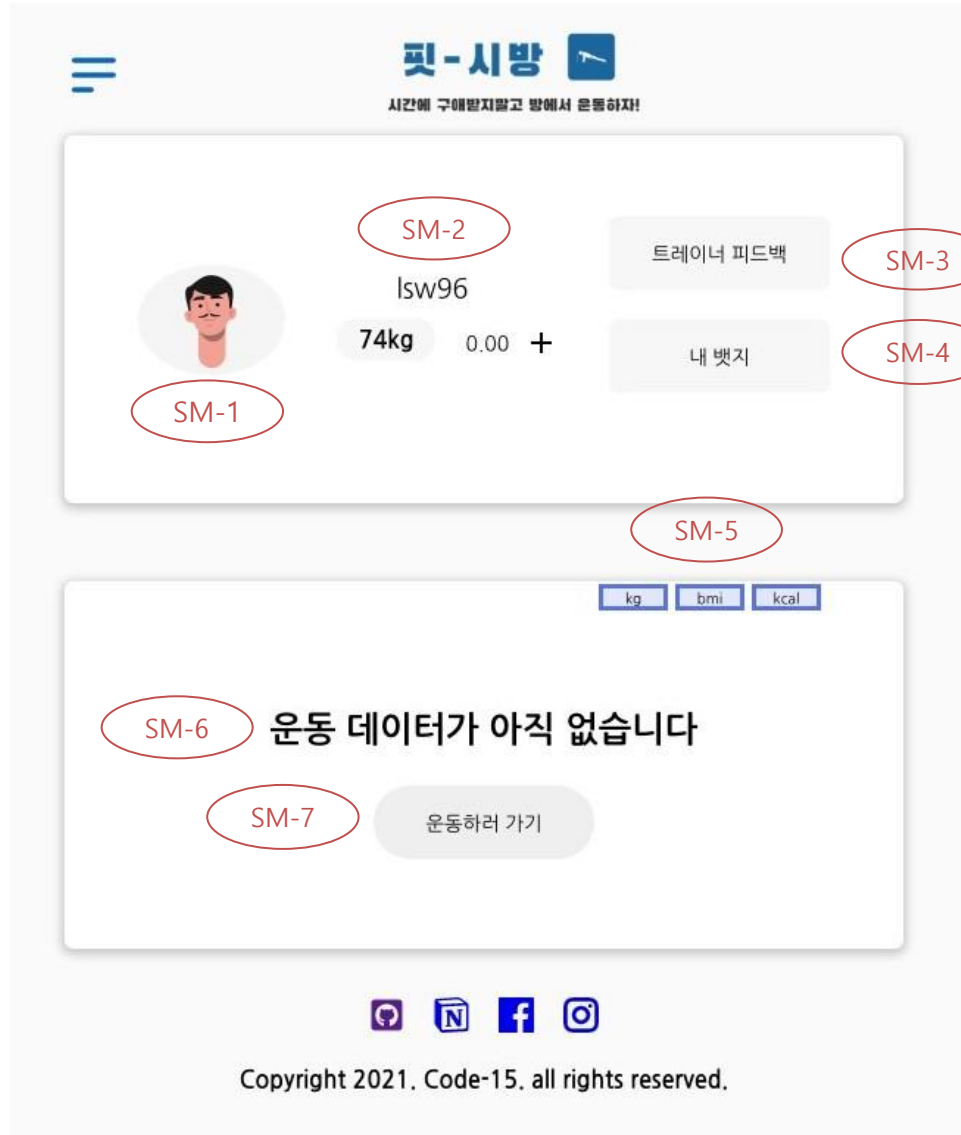 핏-시방
시간에 구애받지말고 방에서 운동하자!
SM-2
트레이너 피드백
SM-3
lsw96
74kg 0.00 +
내 뱃지
SM-4
SM-1
SM-5
kg bmi kcal
SM-6
운동 데이터가 아직 없습니다
SM-7
운동하러 가기
N
Copyright 2021. Code-15. all rights reserved.